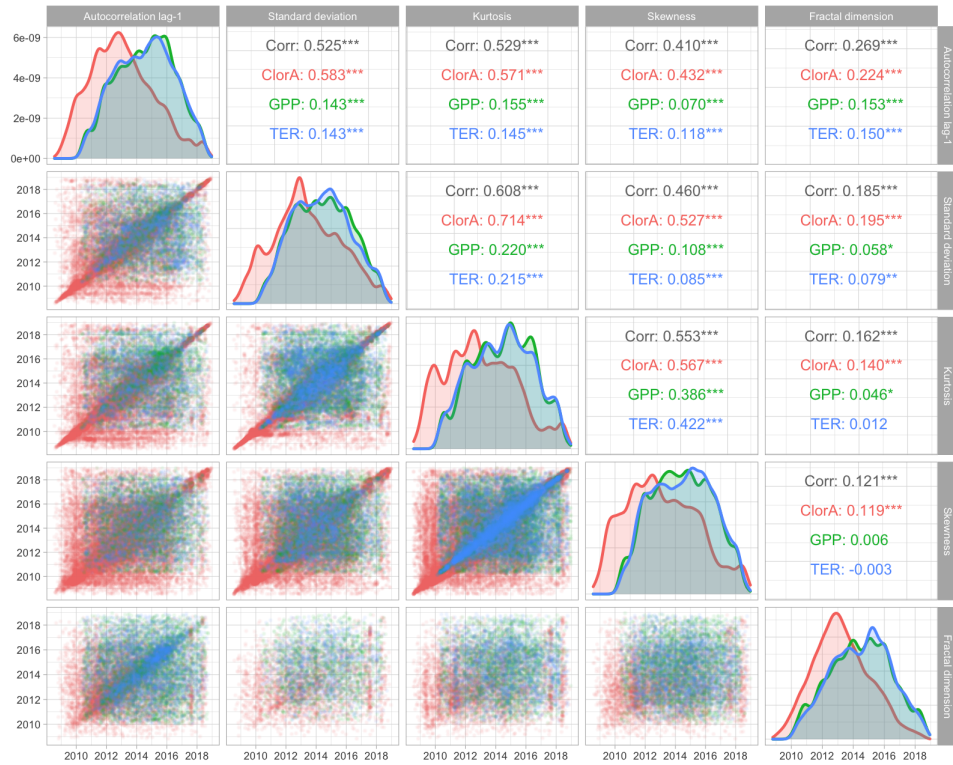 Autocorrelation lag-1
Standard deviation
Kurtosis
Skewness
Fractal dimension
6e-09
4e-09
2e-09
0e+00
Corr: 0.525***
ClorA: 0.583***
GPP: 0.143***
TER: 0.143***
Corr: 0.529***
ClorA: 0.571***
GPP: 0.155***
TER: 0.145***
Corr: 0.410***
ClorA: 0.432***
GPP: 0.070***
TER: 0.118***
Corr: 0.269***
ClorA: 0.224***
GPP: 0.153***
TER: 0.150***
Autocorrelation lag-1
2018
2016
2014
2012
2010
Corr: 0.608***
ClorA: 0.714***
GPP: 0.220***
TER: 0.215***
Corr: 0.460***
ClorA: 0.527***
GPP: 0.108***
TER: 0.085***
Corr: 0.185***
ClorA: 0.195***
GPP: 0.058*
TER: 0.079**
Standard deviation
2018
2016
2014
2012
2010
Corr: 0.553***
ClorA: 0.567***
GPP: 0.386***
TER: 0.422***
Corr: 0.162***
ClorA: 0.140***
GPP: 0.046*
TER: 0.012
Kurtosis
2018
2016
2014
2012
2010
Corr: 0.121***
ClorA: 0.119***
GPP: 0.006
TER: -0.003
Skewness
2018
2016
2014
2012
2010
Fractal dimension
2010 2012 2014 2016 2018
2010 2012 2014 2016 2018
2010 2012 2014 2016 2018
2010 2012 2014 2016 2018
2010 2012 2014 2016 2018